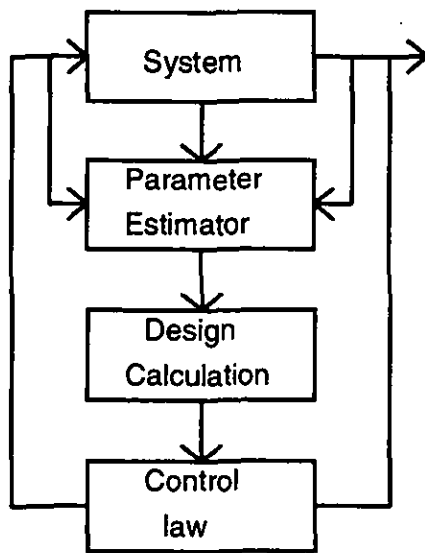 System
Parameter
Estimator
Design
Calculation
Control
law